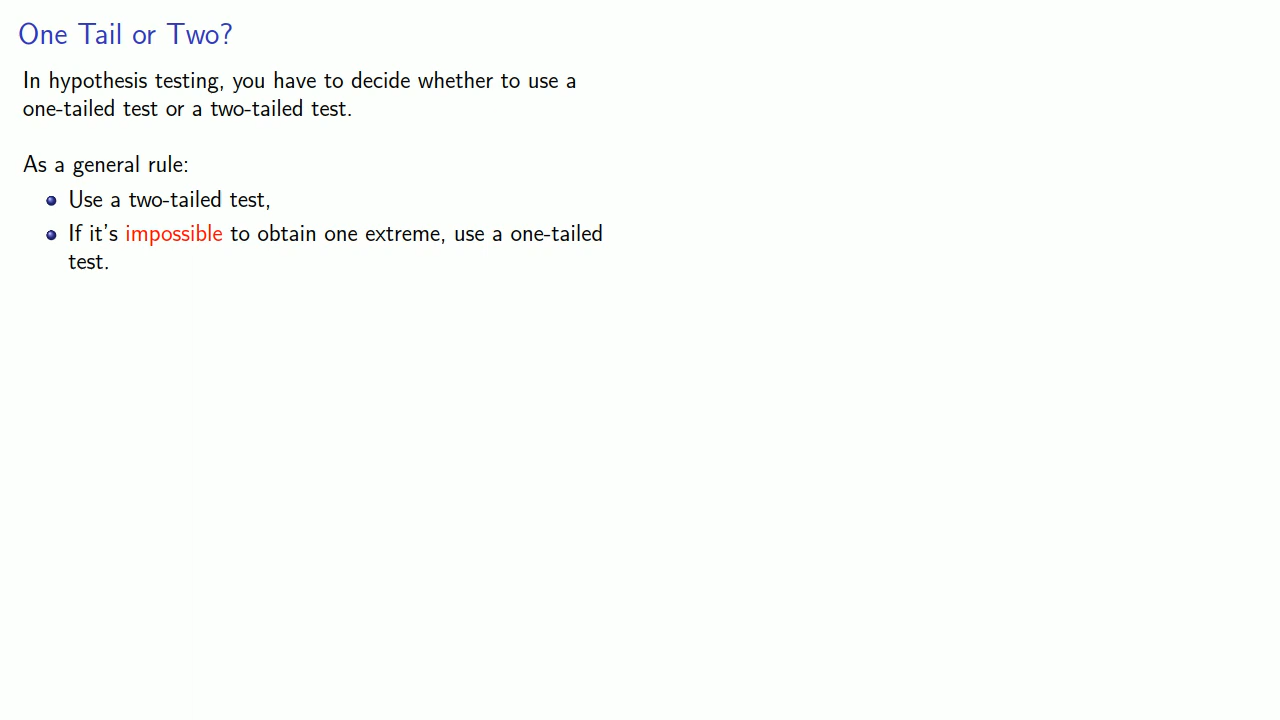 One Tail or Two?
In hypothesis testing, you have to decide whether to use a
one-tailed test or a two-tailed test.
As a general rule:
Use a two-tailed test,
If it's impossible to obtain one extreme, use a one-tailed
test.